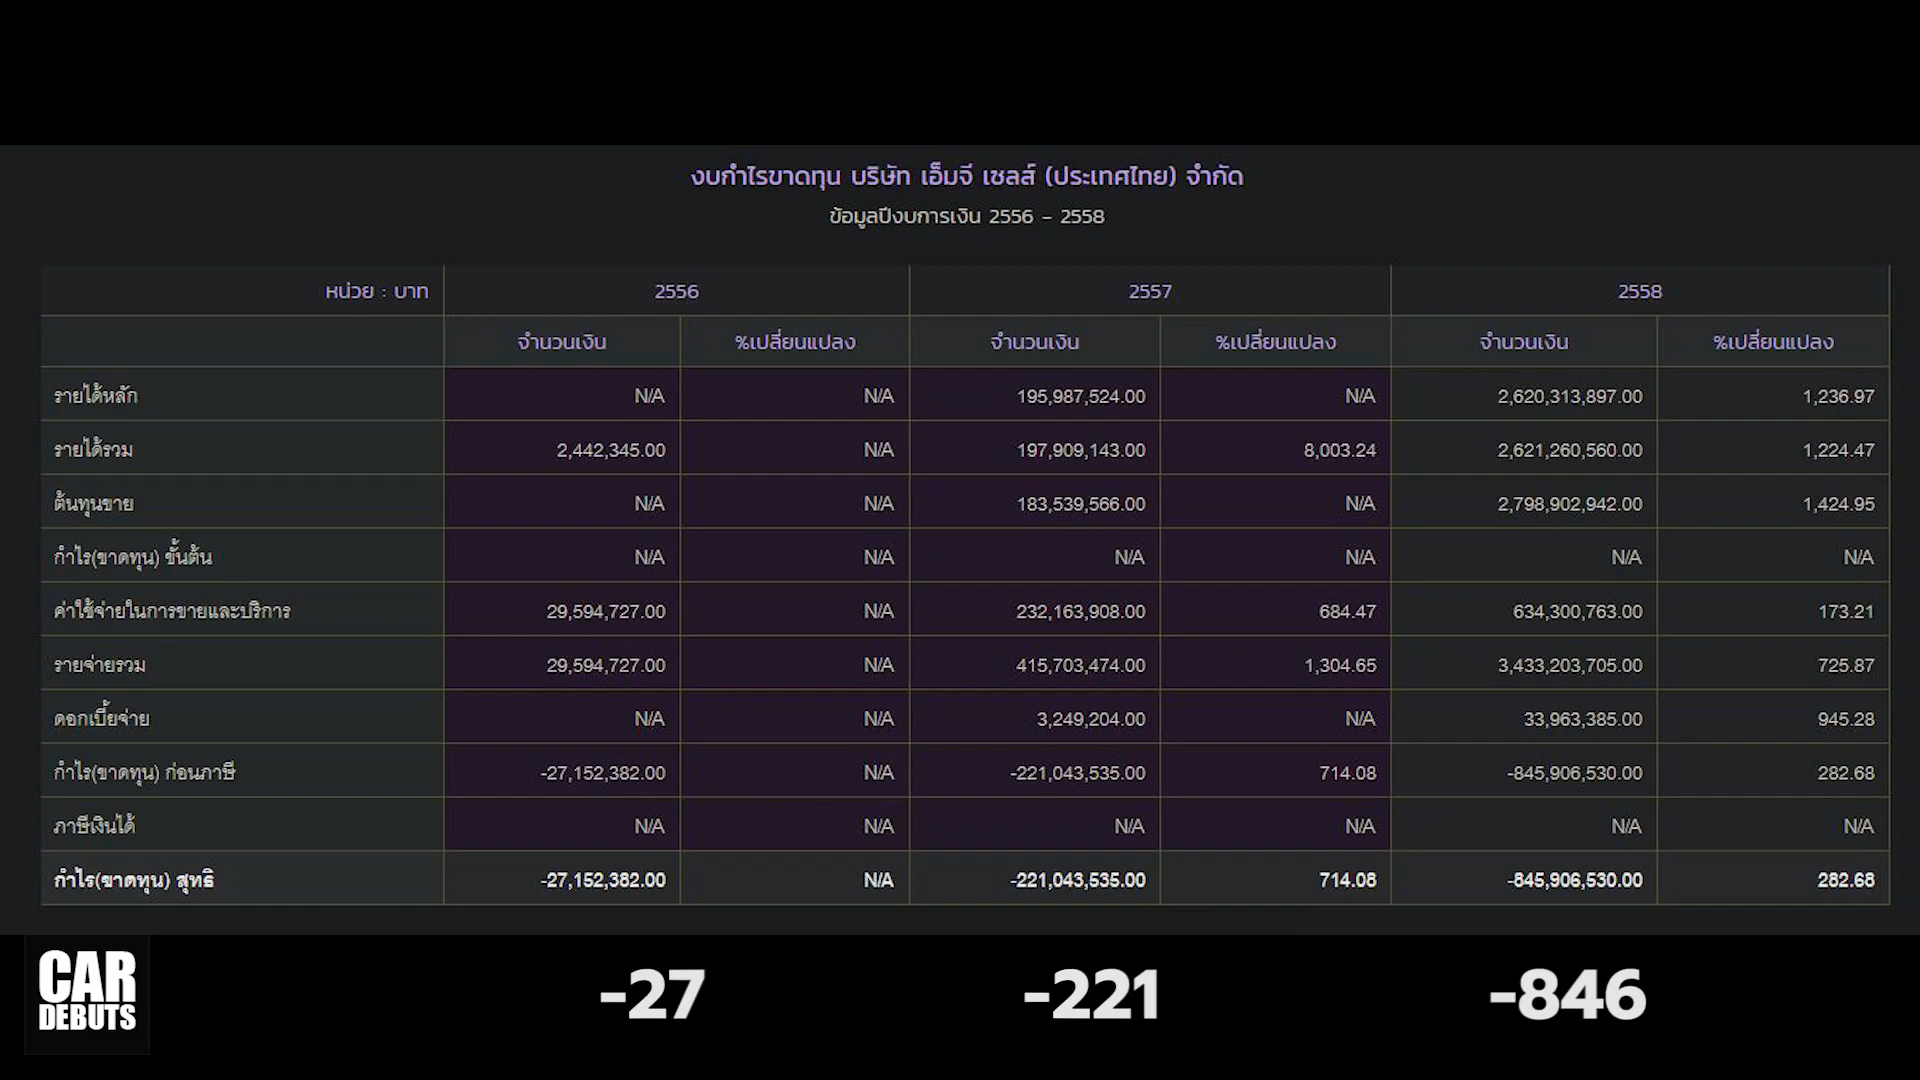 งบกำไรขาดทุน บริษัท เอ็มจี เซลส์ (ประเทศไทย) จำกัด
ข้อมูลปีงบการเงิน 2556 - 2558
หน่วย : บาท 2556 2557 2558
จำนวนเงิน %เปลี่ยนแปลง จำนวนเงิน %เปลี่ยนแปลง จำนวนเงิน %เปลี่ยนแปลง
รายได้หลัก N/A N/A 195,987,524.00 N/A 2,620,313,897.00 1,236.97
รายได้รวม 2,442,345.00 N/A 197,909,143.00 8,003.24 2,621,260,560.00 1,224.47
ต้นทุนขาย N/A N/A 183,539,566.00 N/A 2,798,902,942.00 1,424.95
กำไร(ขาดทุน) ขั้นต้น N/A N/A N/A N/A N/A N/A
ค่าใช้จ่ายในการขายและบริการ 29,594,727.00 N/A 232,163,908.00 684.47 634,300,763.00 173.21
รายจ่ายรวม 29,594,727.00 N/A 415,703,474.00 1,304.65 3,433,203,705.00 725.87
ดอกเบี้ยจ่าย N/A N/A 3,249,204.00 N/A 33,963,385.00 945.28
กำไร(ขาดทุน) ก่อนภาษี -27,152,382.00 N/A -221,043,535.00 714.08 -845,906,530.00 282.68
ภาษีเงินได้ N/A N/A N/A N/A N/A N/A
กำไร(ขาดทุน) สุทธิ -27,152,382.00 N/A -221,043,535.00 714.08 -845,906,530.00 282.68
CAR
DEBUTS
-27 -221 -846